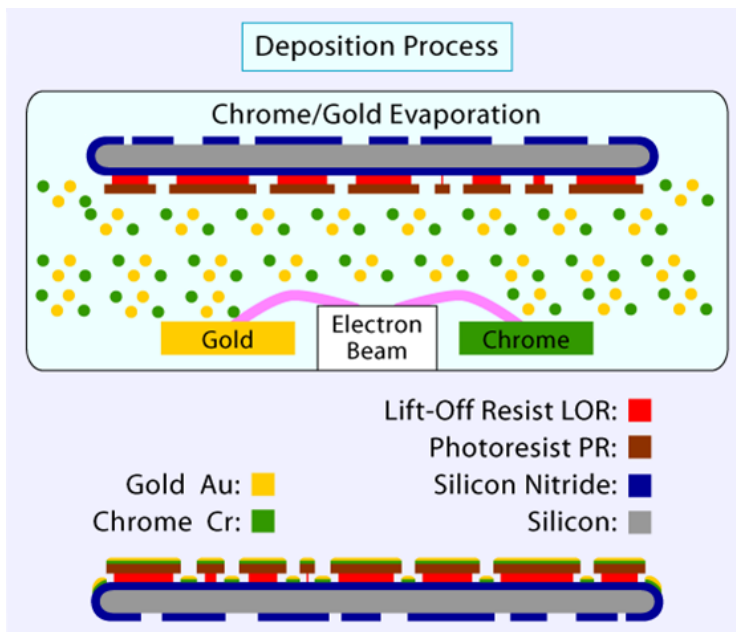 Deposition Process
Chrome/Gold Evaporation
Gold
Electron
Beam
Chrome
Lift-Off Resist LOR:
Photoresist PR:
Gold Au:
Silicon Nitride:
Chrome Cr:
Silicon: